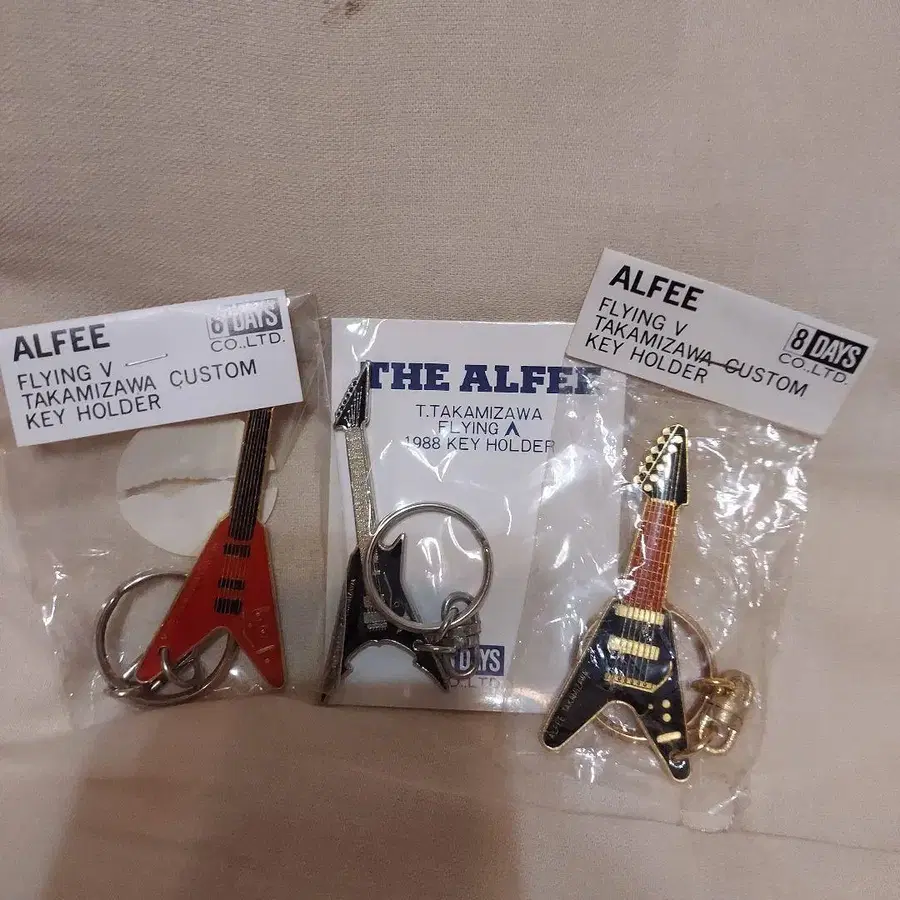 ALFEE
8 DAYS
CO.,LTD.
FLYING V
TAKAMIZAWA CUSTOM
KEY HOLDER
THE ALFEE
T.TAKAMIZAWA
FLYING A
1988 KEY HOLDER
DAYS
CO.,LTD.
ALFEE
8 DAYS
CO.,LTD.
FLYING V
TAKAMIZAWA CUSTOM
KEY HOLDER